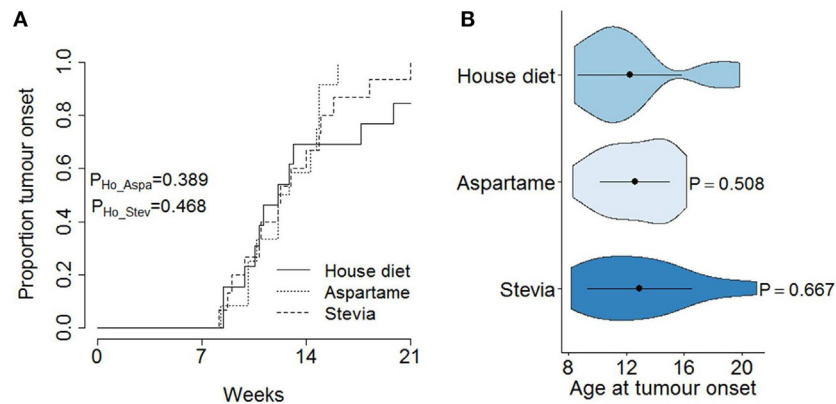 A
Proportion tumour onset
1.0
0.8
0.6
0.4
0.2
0.0
P_Ho_Aspa=0.389
P_Ho_Stev=0.468
House diet
Aspartame
Stevia
0 7 14 21
Weeks
B
House diet
Aspartame
P = 0.508
Stevia
P = 0.667
8 12 16 20
Age at tumour onset